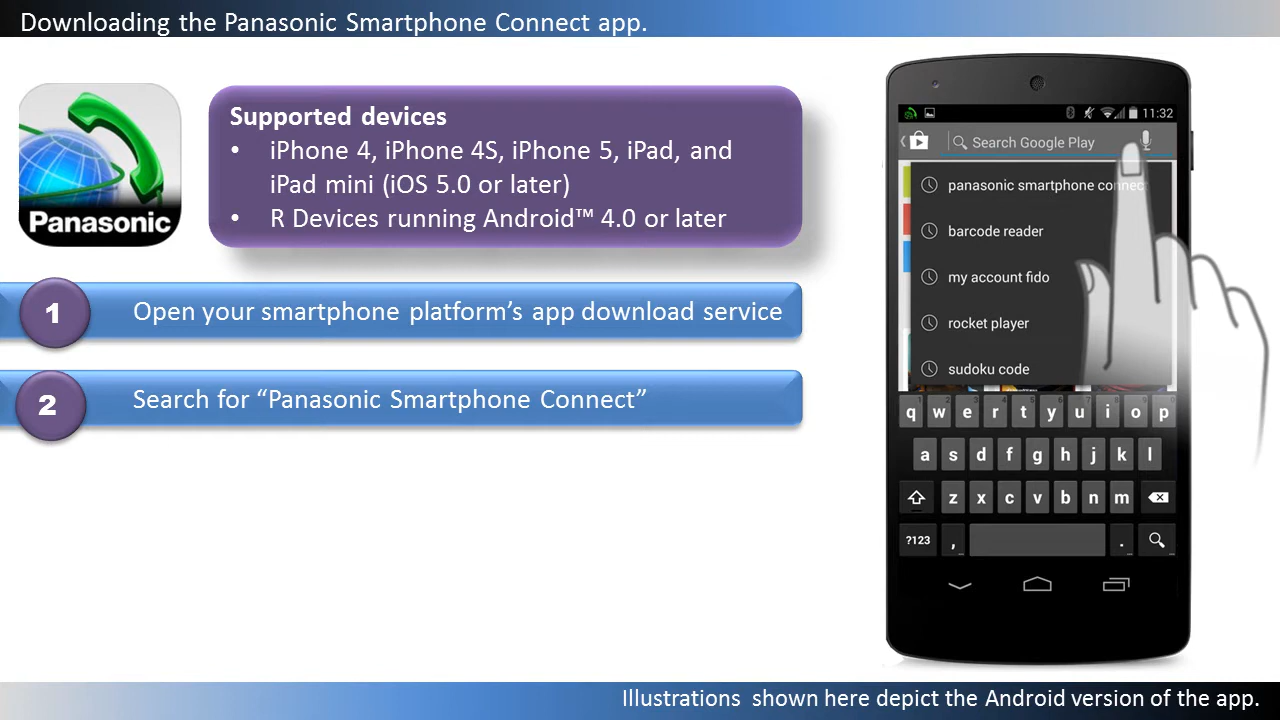 Downloading the Panasonic Smartphone Connect app.
Panasonic
Supported devices
• iPhone 4, iPhone 4S, iPhone 5, iPad, and
iPad mini (iOS 5.0 or later)
• R Devices running Android™ 4.0 or later
1 Open your smartphone platform's app download service
2 Search for “Panasonic Smartphone Connect”
11:32
Search Google Play
panasonic smartphone connec
barcode reader
my account fido
rocket player
sudoku code
q w e r t y u i o p
a s d f g h j k l
z x c v b n m
?123 , .
Illustrations shown here depict the Android version of the app.